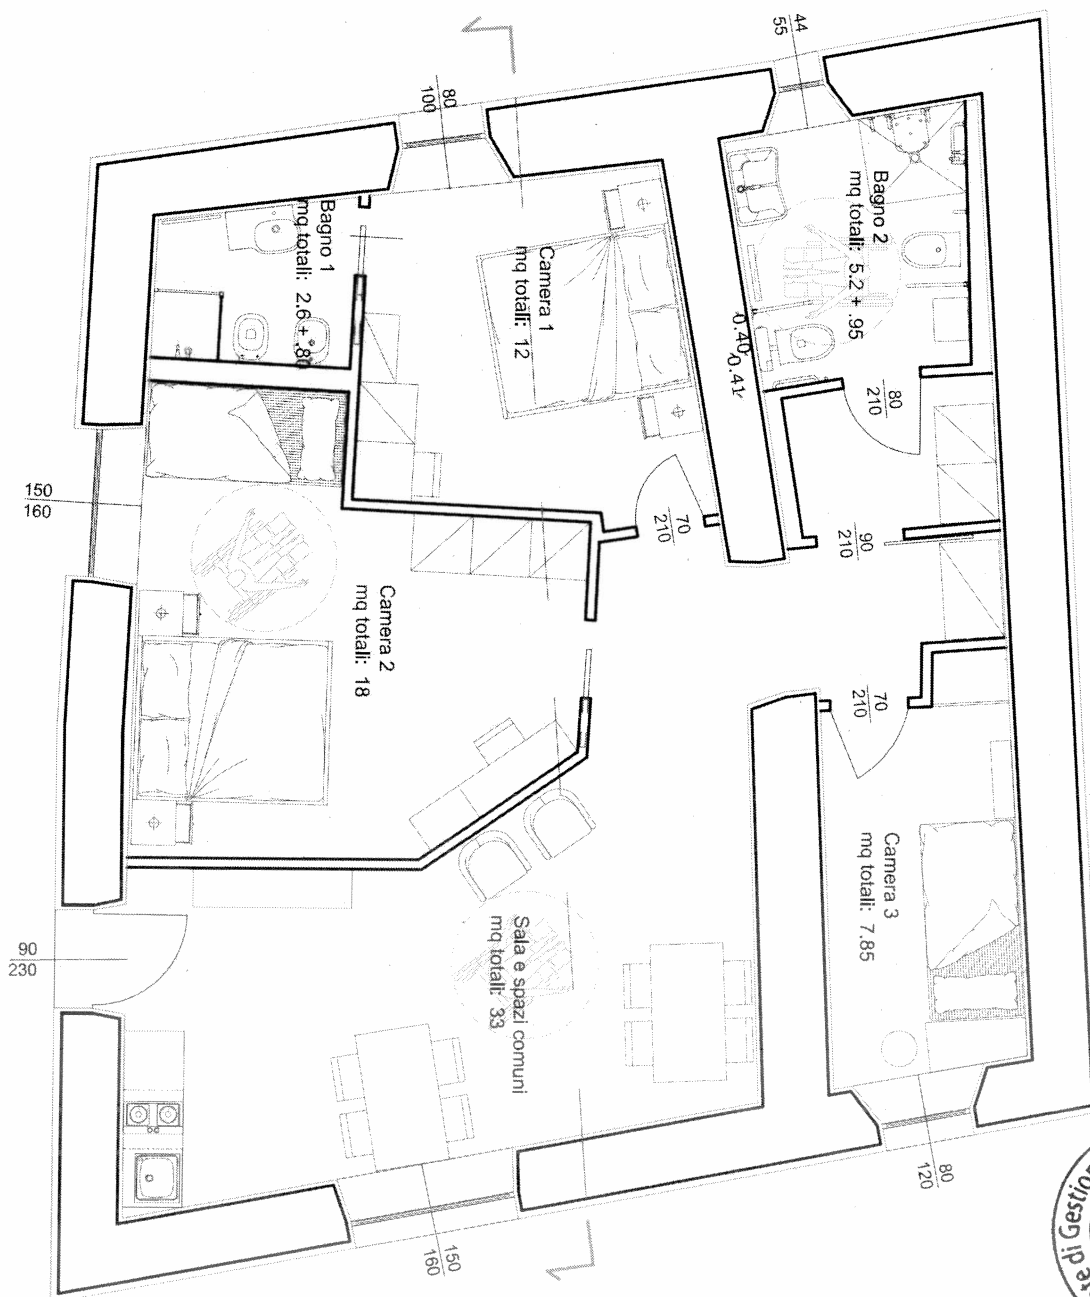 44
55
80
100
Bagno 1
mq totali: 2.6 + .80
Camera 1
mq totali: 12
Bagno 2
mq totali: 5.2 + .95
0.40
0.41
80
210
70
210
90
210
150
160
Camera 2
mq totali: 18
70
210
Camera 3
mq totali: 7.85
Sala e spazi comuni
mq totali: 33
90
230
80
120
150
160
te di Gestion